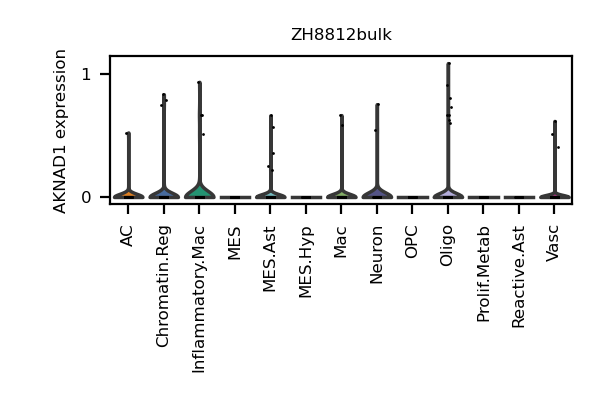 ZH8812bulk
AKNAD1 expression
1
0
AC
Chromatin.Reg
Inflammatory.Mac
MES
MES.Ast
MES.Hyp
Mac
Neuron
OPC
Oligo
Prolif.Metab
Reactive.Ast
Vasc